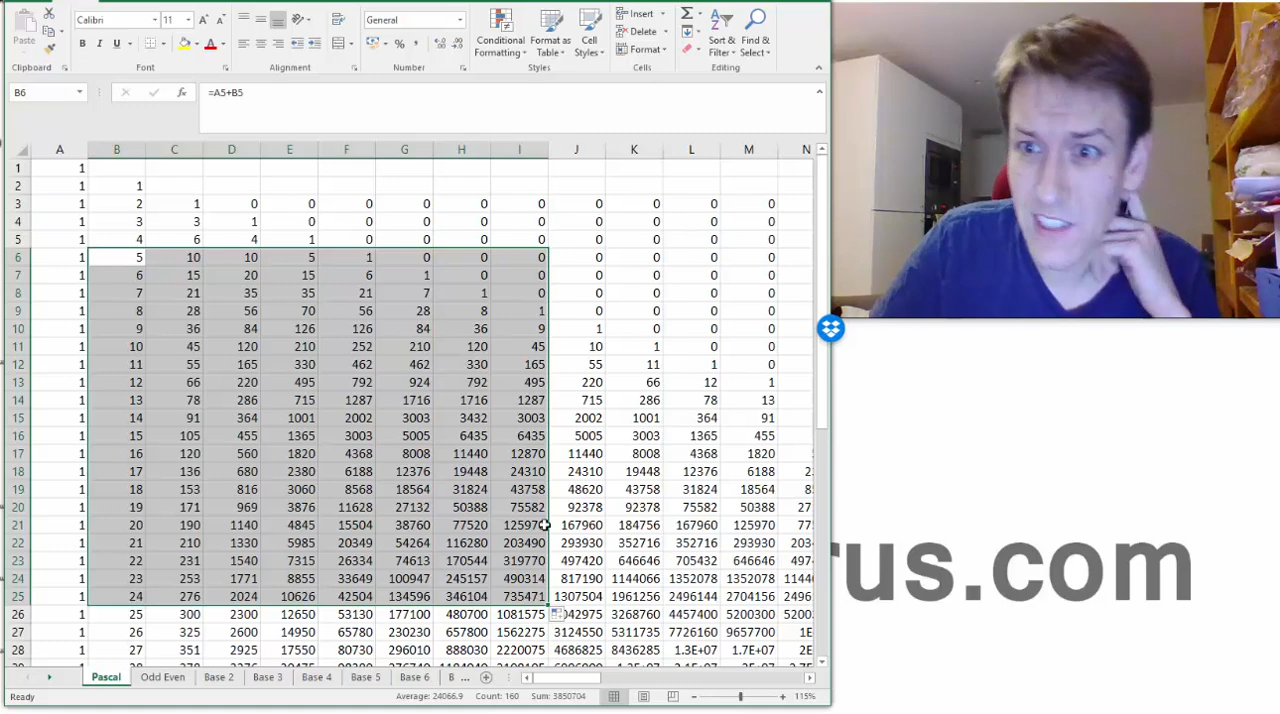 Calibri 11 A A General Insert Σ
Paste B I U A % Conditional Formatting Format as Table Cell Styles Delete Format Sort & Filter Find & Select
Clipboard Font Alignment Number Styles Cells Editing
B6 fx =A5+B5
A B C D E F G H I J K L M N
1 1
2 1 1
3 1 2 1 0 0 0 0 0 0 0 0 0 0
4 1 3 3 1 0 0 0 0 0 0 0 0 0
5 1 4 6 4 1 0 0 0 0 0 0 0 0
6 1 5 10 10 5 1 0 0 0 0 0 0 0
7 1 6 15 20 15 6 1 0 0 0 0 0 0
8 1 7 21 35 35 21 7 1 0 0 0 0 0
9 1 8 28 56 70 56 28 8 1 0 0 0 0
10 1 9 36 84 126 126 84 36 9 1 0 0 0
11 1 10 45 120 210 252 210 120 45 10 1 0 0
12 1 11 55 165 330 462 462 330 165 55 11 1 0
13 1 12 66 220 495 792 924 792 495 220 66 12 1
14 1 13 78 286 715 1287 1716 1716 1287 715 286 78 13
15 1 14 91 364 1001 2002 3003 3432 3003 2002 1001 364 91
16 1 15 105 455 1365 3003 5005 6435 6435 5005 3003 1365 455
17 1 16 120 560 1820 4368 8008 11440 12870 11440 8008 4368 1820
18 1 17 136 680 2380 6188 12376 19448 24310 24310 19448 12376 6188
19 1 18 153 816 3060 8568 18564 31824 43758 48620 43758 31824 18564
20 1 19 171 969 3876 11628 27132 50388 75582 92378 92378 75582 50388
21 1 20 190 1140 4845 15504 38760 77520 125970 167960 184756 167960 125970
22 1 21 210 1330 5985 20349 54264 116280 203490 293930 352716 352716 293930
23 1 22 231 1540 7315 26334 74613 170544 319770 497420 646646 705432 646646
24 1 23 253 1771 8855 33649 100947 245157 490314 817190 1144066 1352078 1352078
25 1 24 276 2024 10626 42504 134596 346104 735471 1307504 1961256 2496144 2704156
26 1 25 300 2300 12650 53130 177100 480700 1081575 042975 3268760 4457400 5200300
27 1 26 325 2600 14950 65780 230230 657800 1562275 3124550 5311735 7726160 9657700
28 1 27 351 2925 17550 80730 296010 888030 2220075 4686825 8436285 1.3E+07 1.7E+07
Pascal Odd Even Base 2 Base 3 Base 4 Base 5 Base 6 B ...
Ready Average: 24066.9 Count: 160 Sum: 3850704 115%
rus.com